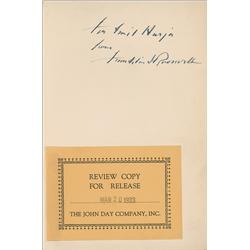 for Emil Hurja
from
Franklin D Roosevelt
REVIEW COPY
FOR RELEASE
MAR 20 1933
THE JOHN DAY COMPANY, INC.